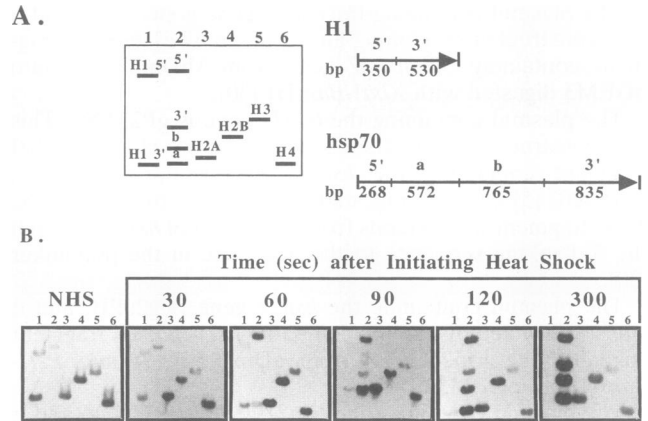 A.
1 2 3 4 5 6
H1 5' 5'
3'
b
H1 3' a H2A H2B H3 H4
H1
5' 3'
bp 350 530
hsp70
5' a b 3'
bp 268 572 765 835
B.
Time (sec) after Initiating Heat Shock
NHS 30 60 90 120 300
1 2 3 4 5 6 1 2 3 4 5 6 1 2 3 4 5 6 1 2 3 4 5 6 1 2 3 4 5 6 1 2 3 4 5 6